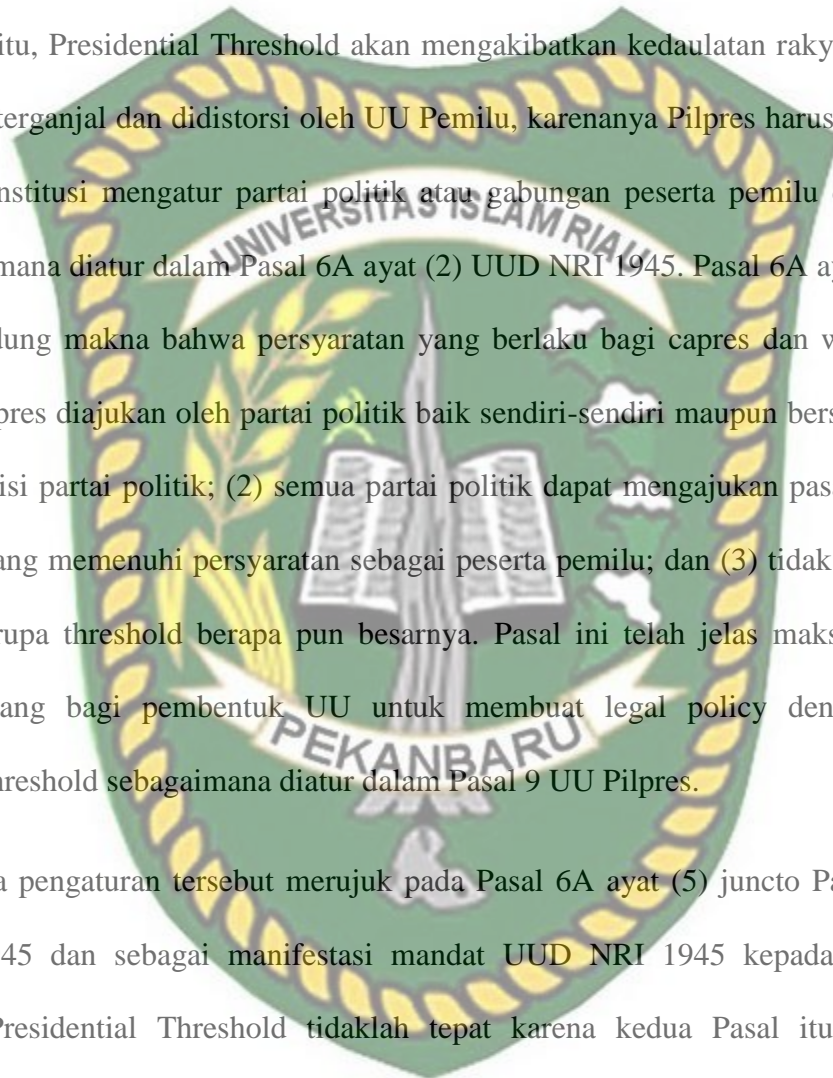 itu, Presidential Threshold akan mengakibatkan kedaulatan raky
terganjal dan didistorsi oleh UU Pemilu, karenanya Pilpres harus
nstitusi mengatur partai politik atau gabungan peserta pemilu
UNIVERSITAS ISLAM RIAU
mana diatur dalam Pasal 6A ayat (2) UUD NRI 1945. Pasal 6A ay
dung makna bahwa persyaratan yang berlaku bagi capres dan w
pres diajukan oleh partai politik baik sendiri-sendiri maupun bers
isi partai politik; (2) semua partai politik dapat mengajukan pasa
ang memenuhi persyaratan sebagai peserta pemilu; dan (3) tidak
rupa threshold berapa pun besarnya. Pasal ini telah jelas maks
ang bagi pembentuk UU untuk membuat legal policy den
PEKANBARU
hreshold sebagaimana diatur dalam Pasal 9 UU Pilpres.
a pengaturan tersebut merujuk pada Pasal 6A ayat (5) juncto Pa
45 dan sebagai manifestasi mandat UUD NRI 1945 kepada
Presidential Threshold tidaklah tepat karena kedua Pasal itu